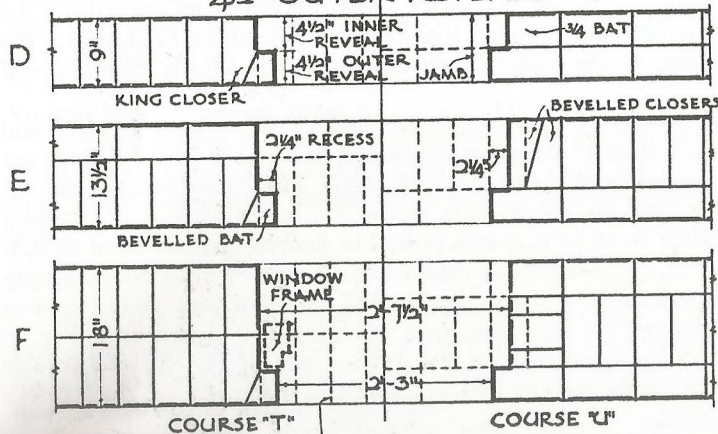 D
9"
4½" INNER
REVEAL
4½" OUTER
REVEAL
JAMB
¾ BAT
KING CLOSER
BEVELLED CLOSERS
E
13½"
2¼" RECESS
2¼"
BEVELLED BAT
F
18"
WINDOW
FRAME
2'-7½"
2'-3"
COURSE "T"
COURSE "U"